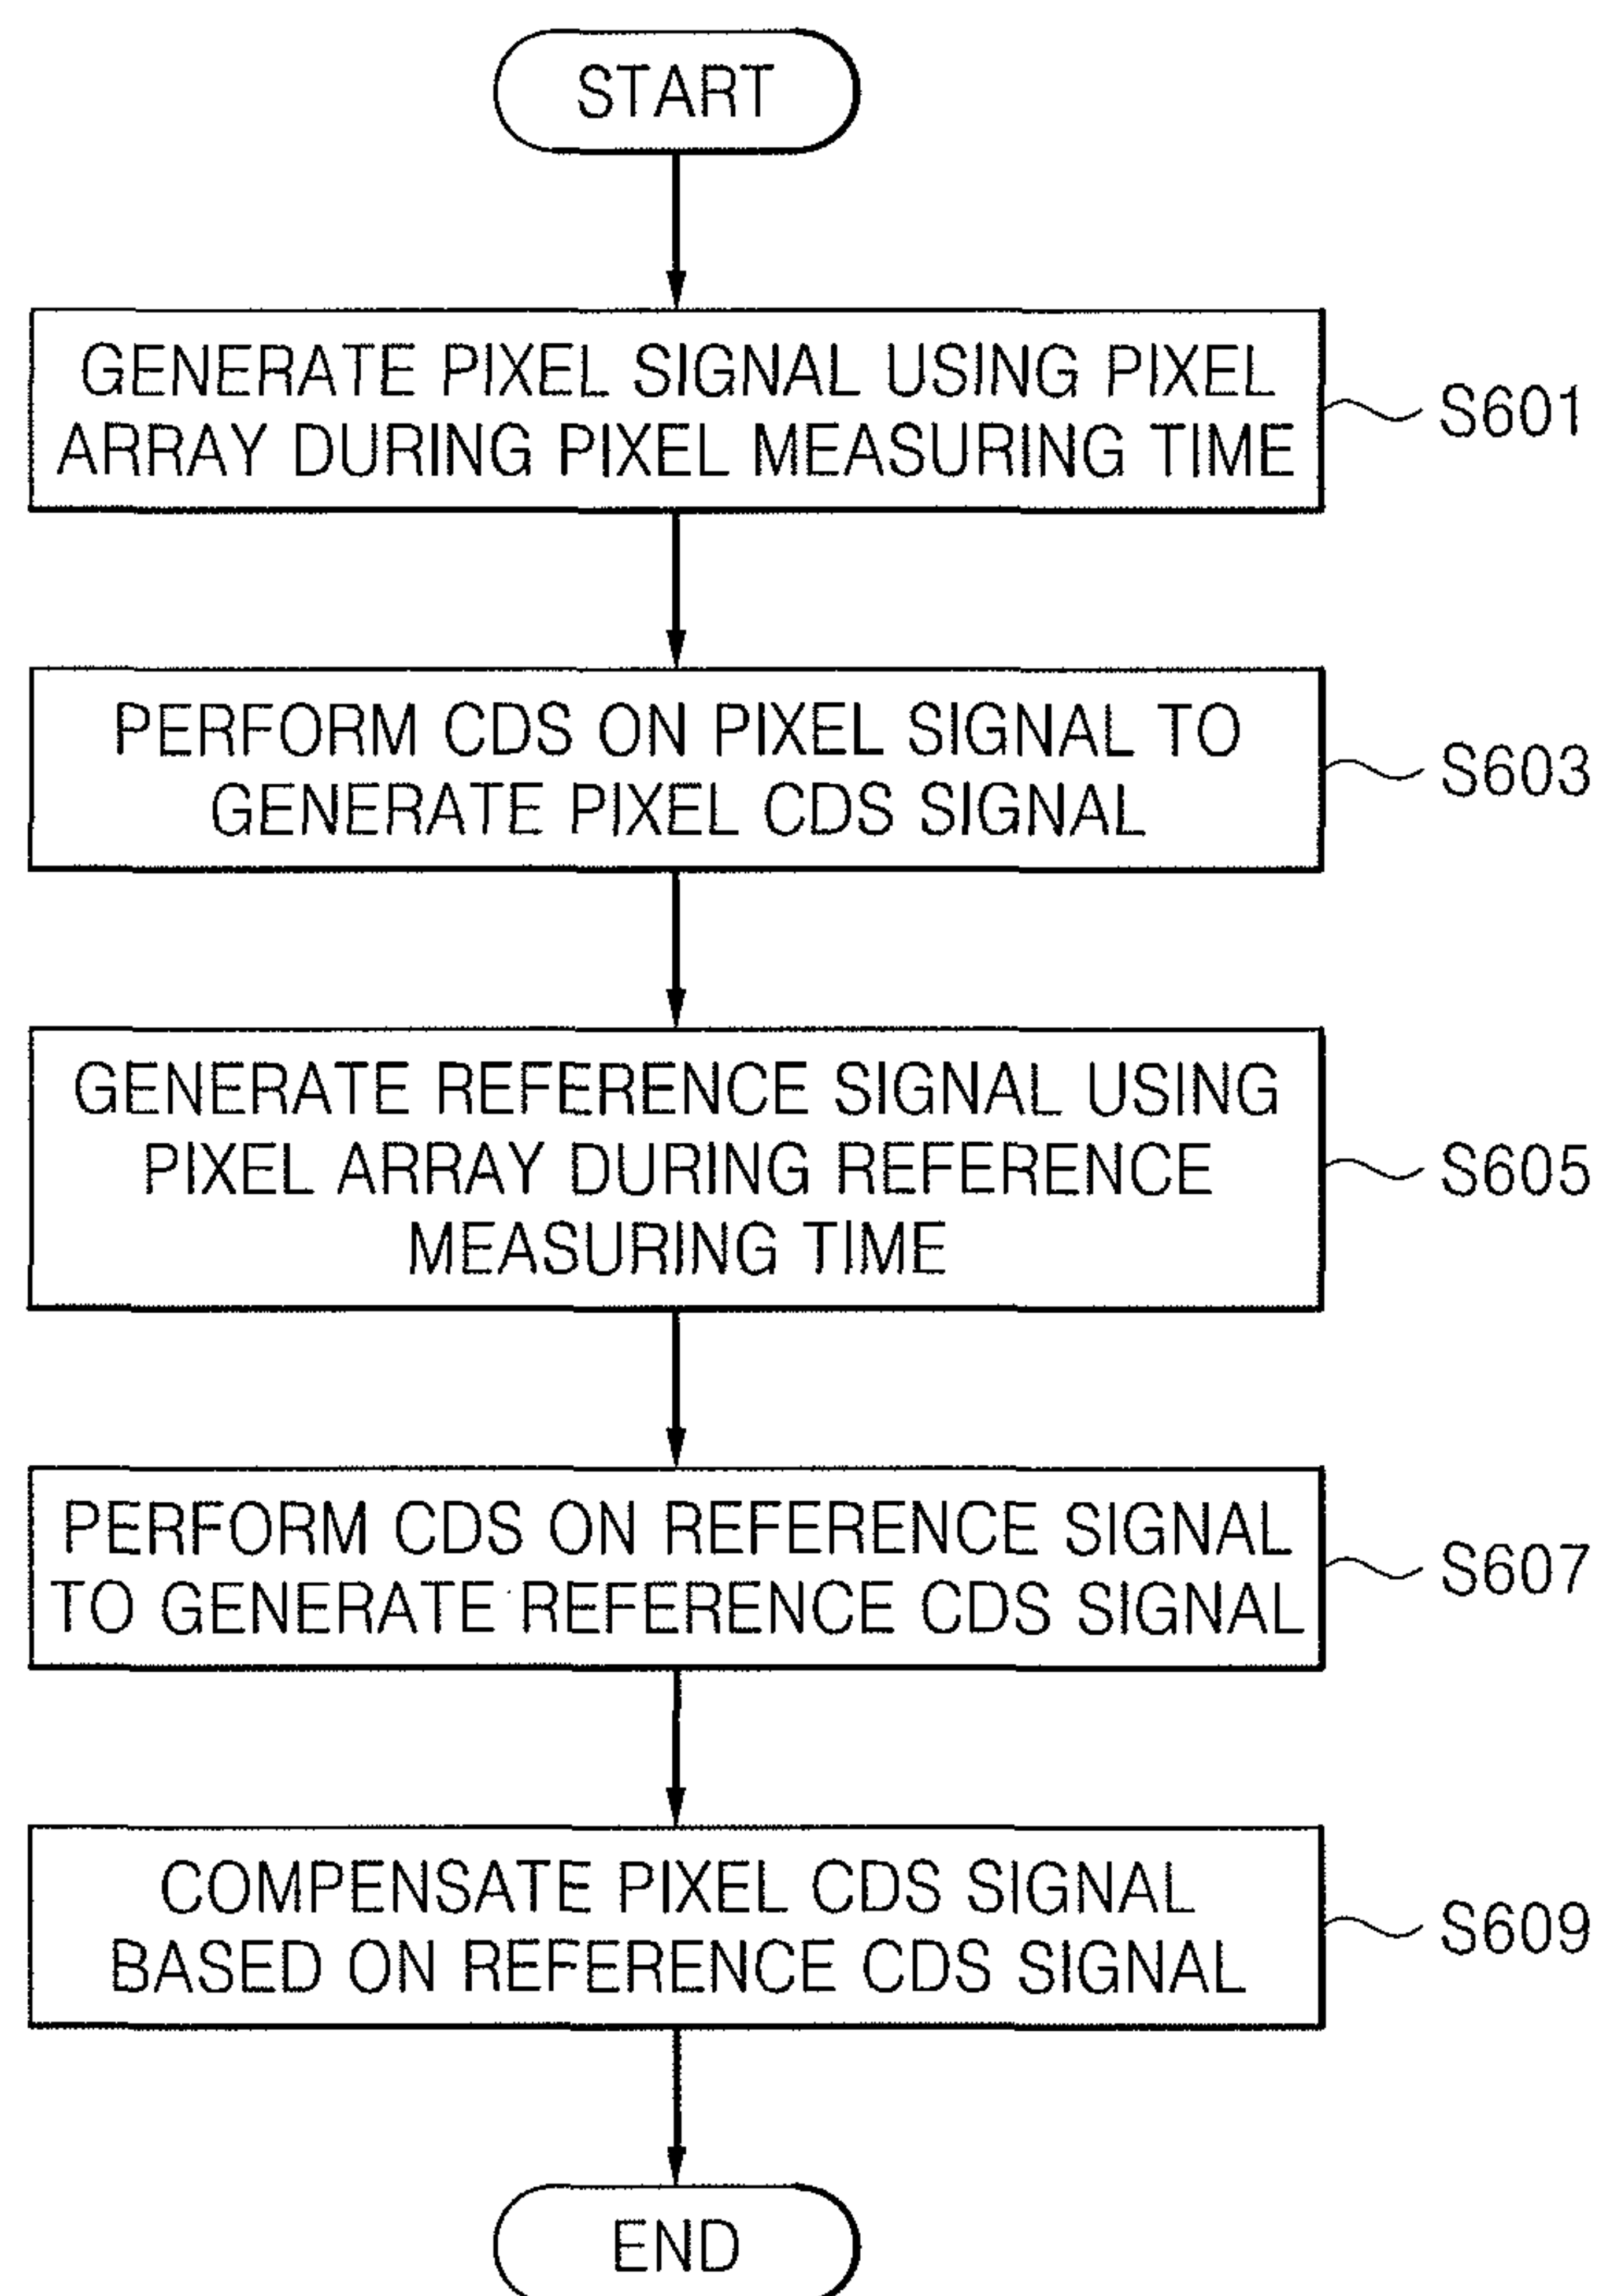 START
GENERATE PIXEL SIGNAL USING PIXEL
ARRAY DURING PIXEL MEASURING TIME
S601
PERFORM CDS ON PIXEL SIGNAL TO
GENERATE PIXEL CDS SIGNAL
S603
GENERATE REFERENCE SIGNAL USING
PIXEL ARRAY DURING REFERENCE
MEASURING TIME
S605
PERFORM CDS ON REFERENCE SIGNAL
TO GENERATE REFERENCE CDS SIGNAL
S607
COMPENSATE PIXEL CDS SIGNAL
BASED ON REFERENCE CDS SIGNAL
S609
END